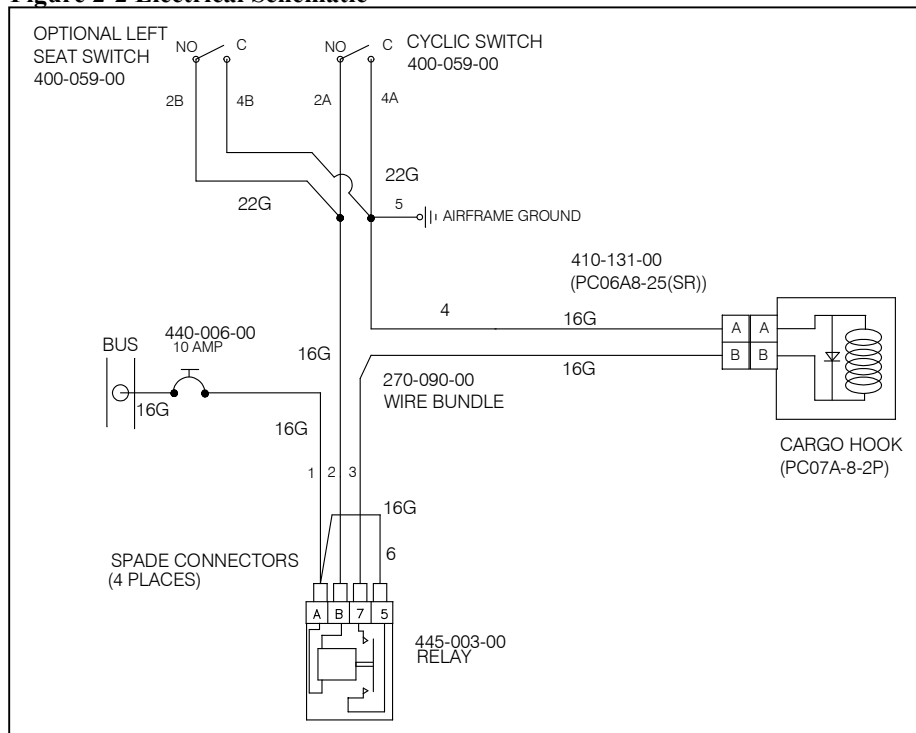 Figure 2-2 Electrical Schematic
OPTIONAL LEFT
SEAT SWITCH
400-059-00
NO
C
NO
C
CYCLIC SWITCH
400-059-00
2B
4B
2A
4A
22G
22G
5
AIRFRAME GROUND
410-131-00
(PC06A8-25(SR))
4
16G
A
A
B
B
16G
440-006-00
10 AMP
BUS
16G
16G
16G
270-090-00
WIRE BUNDLE
CARGO HOOK
(PC07A-8-2P)
1
2
3
16G
6
SPADE CONNECTORS
(4 PLACES)
A
B
7
5
445-003-00
RELAY